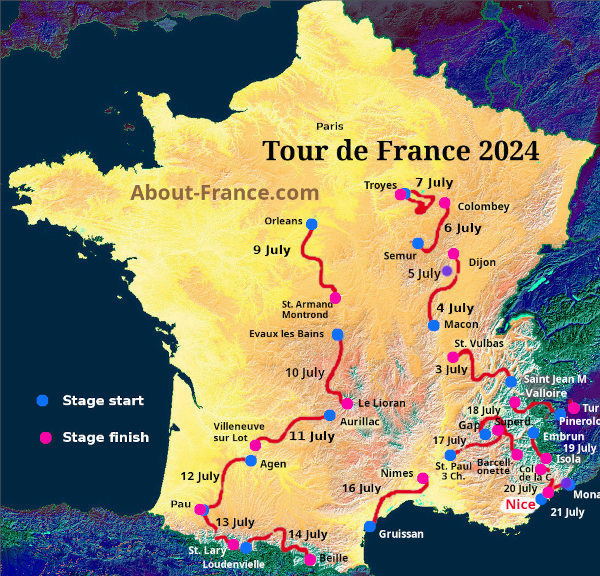 Paris
Tour de France 2024
Troyes
7 July
About-France.com
Colombey
Orleans
6 July
9 July
Semur
Dijon
5 July
St. Armand
Montrond
4 July
Macon
Evaux les Bains
St. Vulbas
3 July
10 July
Saint Jean M
Valloire
Stage start
Le Lioran
18 July
Tur
Aurillac
Superd
Pinerolo
Gap
Villeneuve
sur Lot
11 July
Stage finish
17 July
Embrun
19 July
Agen
St. Paul
3 Ch.
Barcel
onette
Isola
Nimes
Col
de la C
12 July
16 July
20 July
Mona
Pau
Nice
21 July
13 July
14 July
Gruissan
St. Lary
Loudenvielle
Beille